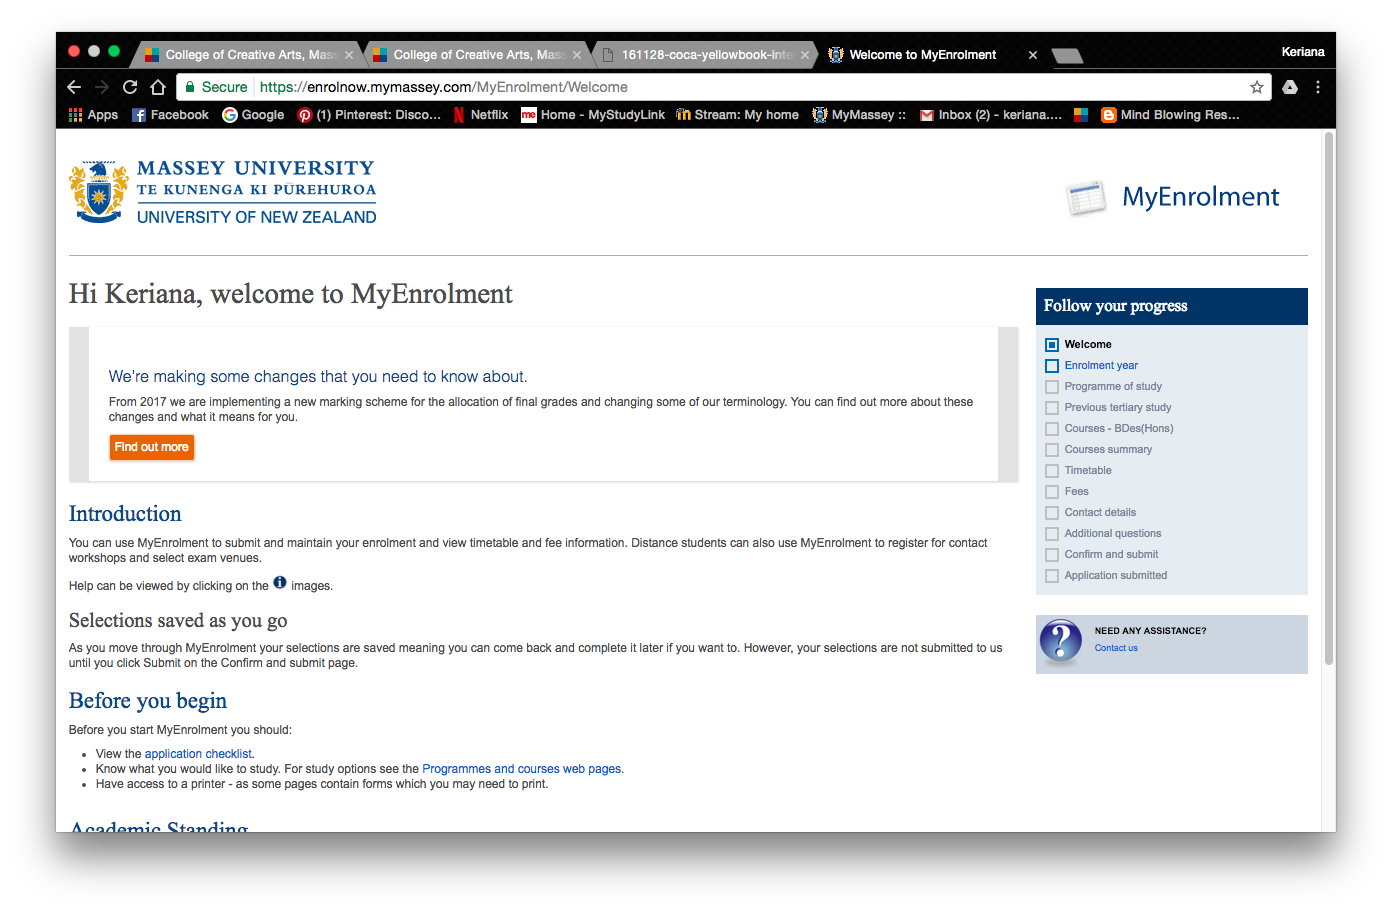 College of Creative Arts, Mass
College of Creative Arts, Mass
161128-coca-yellowbook-inte
Welcome to MyEnrolment
Keriana
Secure
https://enrolnow.mymassey.com/MyEnrolment/Welcome
Apps
Facebook
Google
(1) Pinterest: Disco...
Netflix
me Home - MyStudyLink
Stream: My home
MyMassey ::
Inbox (2) - keriana....
Mind Blowing Res...
MASSEY UNIVERSITY
TE KUNENGA KI PŪREHUROA
UNIVERSITY OF NEW ZEALAND
MyEnrolment
Hi Keriana, welcome to MyEnrolment
We're making some changes that you need to know about.
From 2017 we are implementing a new marking scheme for the allocation of final grades and changing some of our terminology. You can find out more about these
changes and what it means for you.
Find out more
Introduction
You can use MyEnrolment to submit and maintain your enrolment and view timetable and fee information. Distance students can also use MyEnrolment to register for contact
workshops and select exam venues.
Help can be viewed by clicking on the i images.
Selections saved as you go
As you move through MyEnrolment your selections are saved meaning you can come back and complete it later if you want to. However, your selections are not submitted to us
until you click Submit on the Confirm and submit page.
Before you begin
Before you start MyEnrolment you should:
• View the application checklist.
• Know what you would like to study. For study options see the Programmes and courses web pages.
• Have access to a printer - as some pages contain forms which you may need to print.
Academic Standing
Follow your progress
Welcome
Enrolment year
Programme of study
Previous tertiary study
Courses - BDes(Hons)
Courses summary
Timetable
Fees
Contact details
Additional questions
Confirm and submit
Application submitted
?
NEED ANY ASSISTANCE?
Contact us